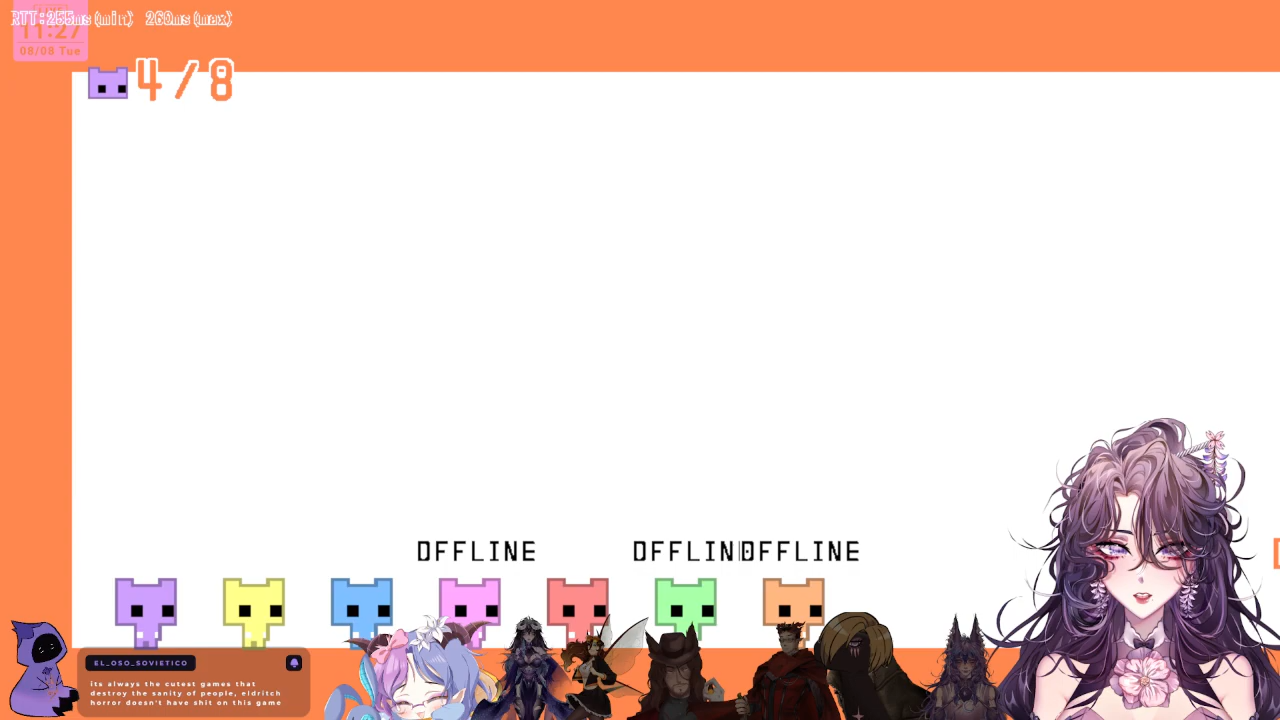 RTT:255ms(min) 260ms(max)
LIVE
11:27
08/08 Tue
4/8
OFFLINE
OFFLIN
OFFLINE
EL_OSO_SOVIETICO
its always the cutest games that
destroy the sanity of people, eldritch
horror doesn't have shit on this game